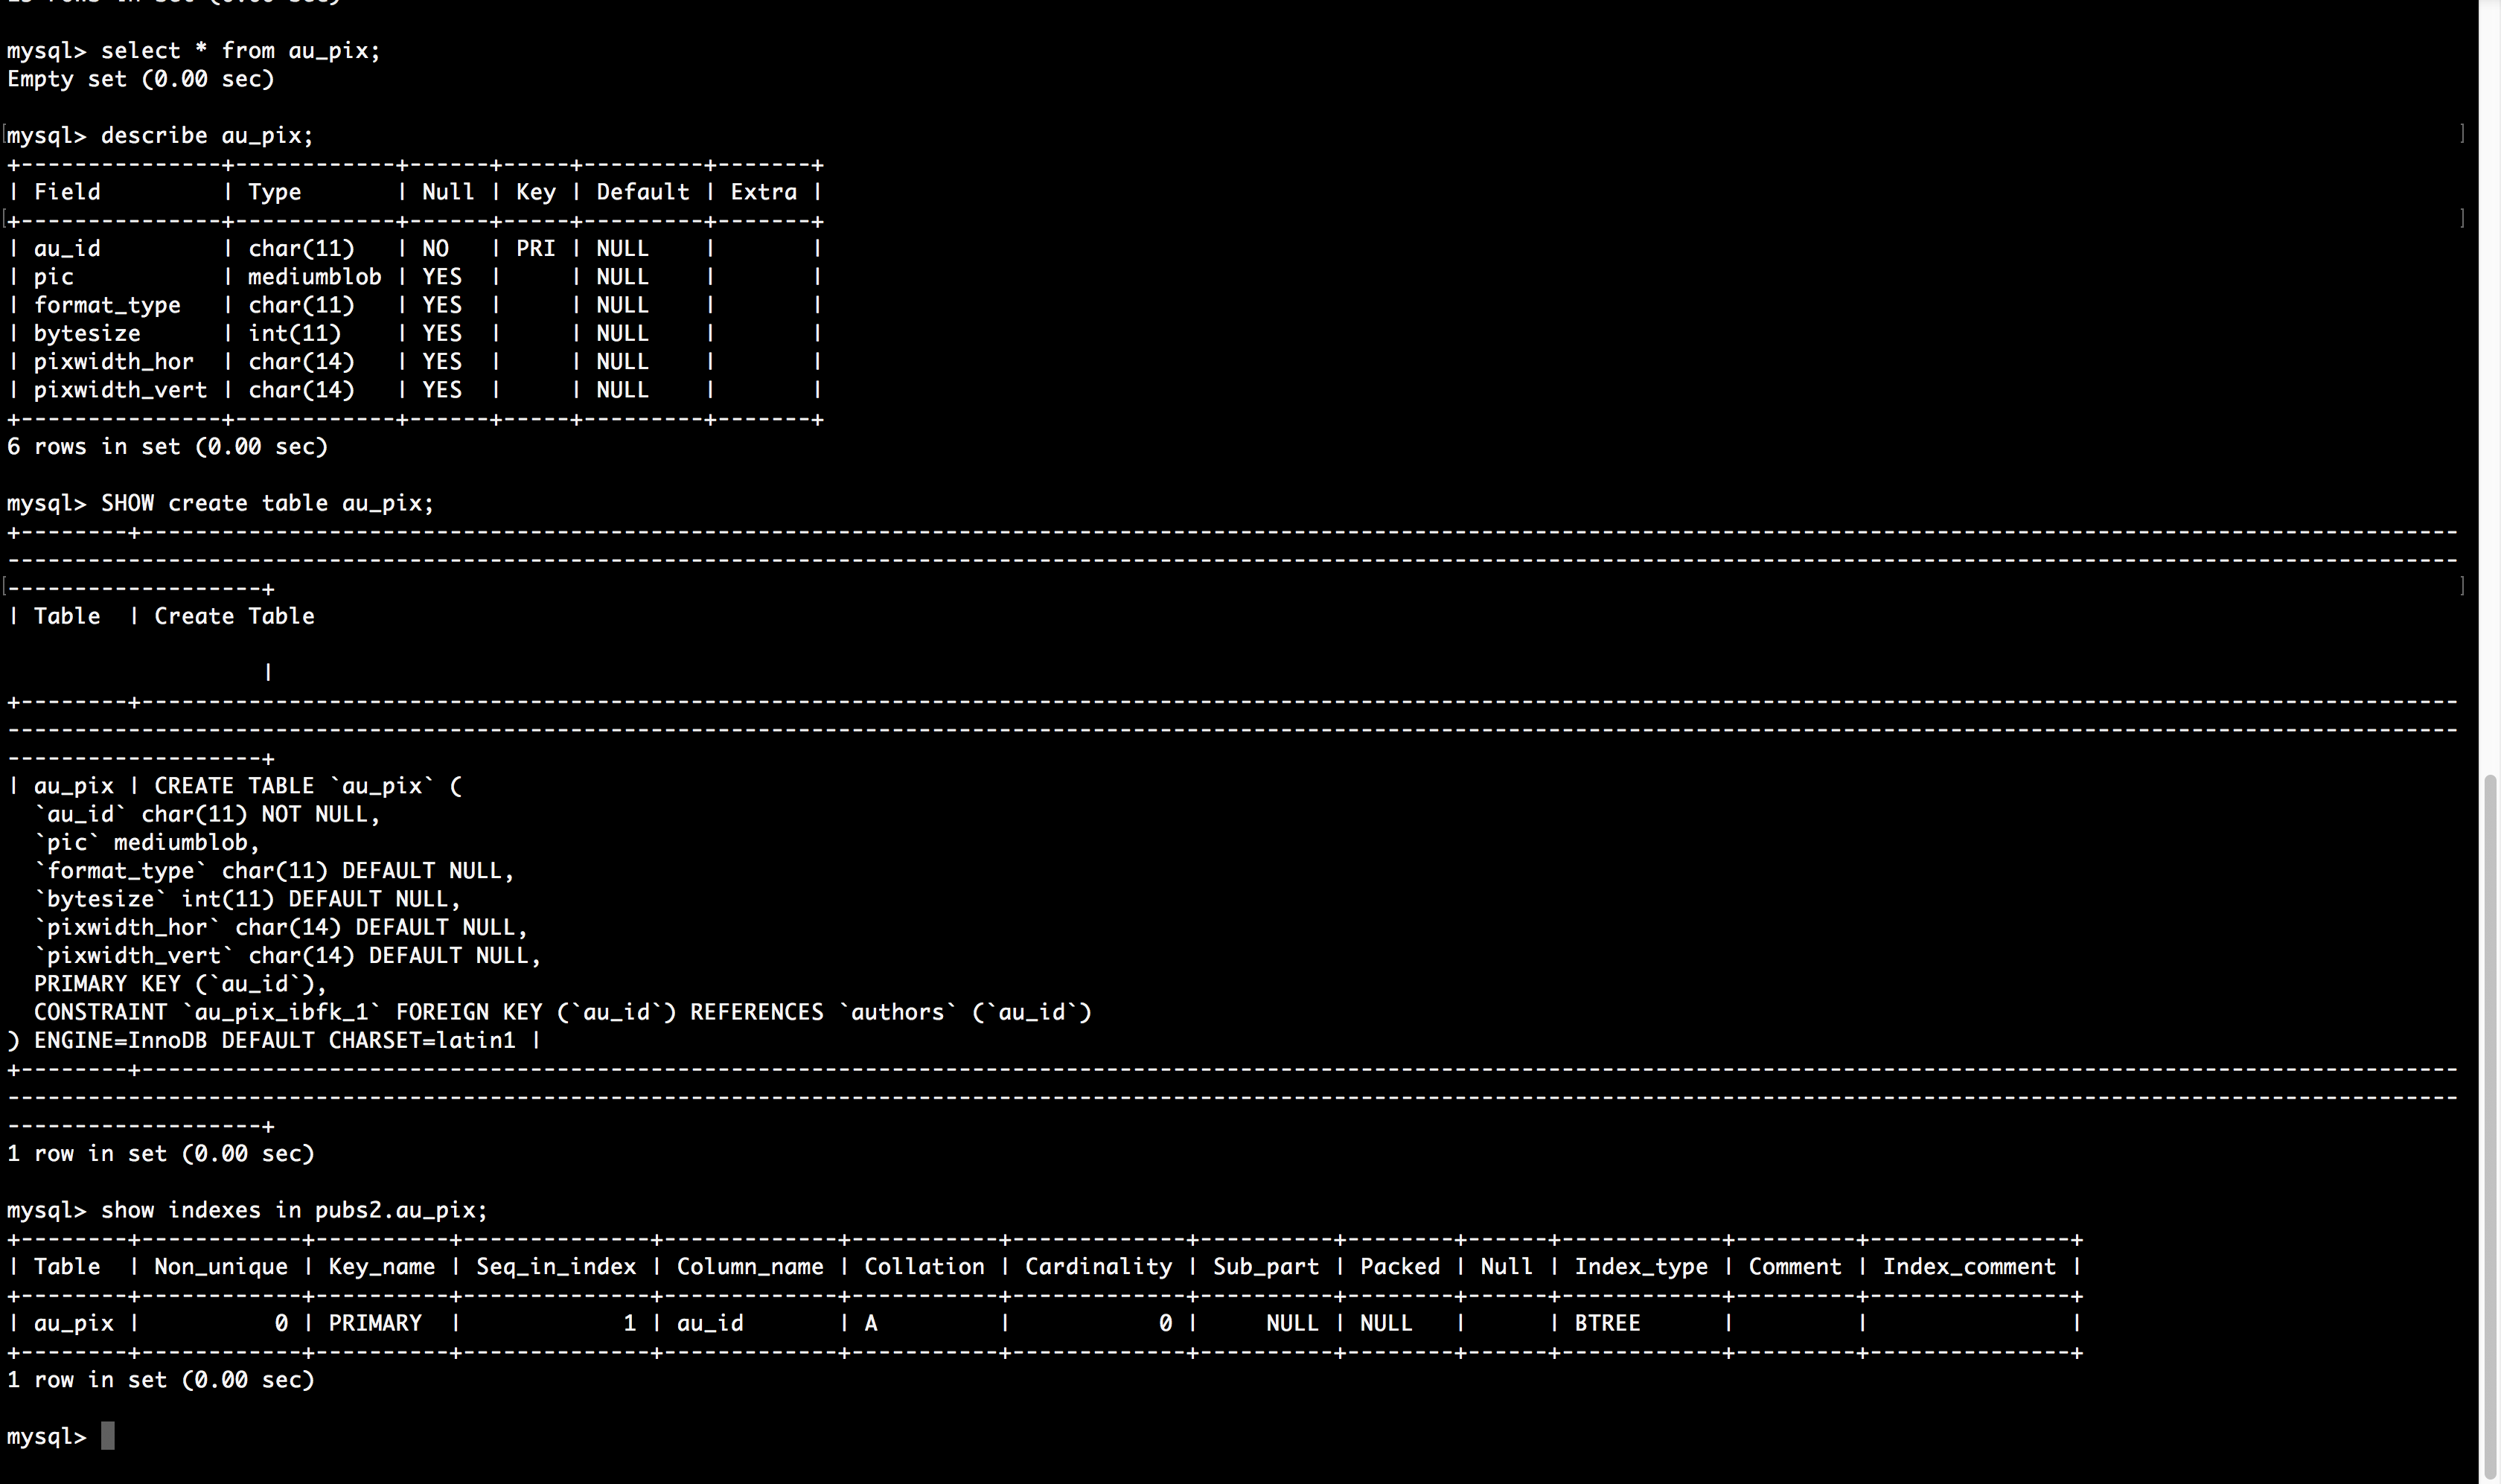 mysql> select * from au_pix;
Empty set (0.00 sec)

mysql> describe au_pix;
+---------------+------------+------+-----+---------+-------+
| Field         | Type       | Null | Key | Default | Extra |
+---------------+------------+------+-----+---------+-------+
| au_id         | char(11)   | NO   | PRI | NULL    |       |
| pic           | mediumblob | YES  |     | NULL    |       |
| format_type   | char(11)   | YES  |     | NULL    |       |
| bytesize      | int(11)    | YES  |     | NULL    |       |
| pixwidth_hor  | char(14)   | YES  |     | NULL    |       |
| pixwidth_vert | char(14)   | YES  |     | NULL    |       |
+---------------+------------+------+-----+---------+-------+
6 rows in set (0.00 sec)

mysql> SHOW create table au_pix;
| Table  | Create Table
|
| au_pix | CREATE TABLE `au_pix` (
  `au_id` char(11) NOT NULL,
  `pic` mediumblob,
  `format_type` char(11) DEFAULT NULL,
  `bytesize` int(11) DEFAULT NULL,
  `pixwidth_hor` char(14) DEFAULT NULL,
  `pixwidth_vert` char(14) DEFAULT NULL,
  PRIMARY KEY (`au_id`),
  CONSTRAINT `au_pix_ibfk_1` FOREIGN KEY (`au_id`) REFERENCES `authors` (`au_id`)
) ENGINE=InnoDB DEFAULT CHARSET=latin1 |
1 row in set (0.00 sec)

mysql> show indexes in pubs2.au_pix;
+--------+------------+----------+--------------+-------------+-----------+-------------+----------+--------+------+------------+---------+---------------+
| Table  | Non_unique | Key_name | Seq_in_index | Column_name | Collation | Cardinality | Sub_part | Packed | Null | Index_type | Comment | Index_comment |
+--------+------------+----------+--------------+-------------+-----------+-------------+----------+--------+------+------------+---------+---------------+
| au_pix |          0 | PRIMARY  |            1 | au_id       | A         |           0 |     NULL | NULL   |      | BTREE      |         |               |
+--------+------------+----------+--------------+-------------+-----------+-------------+----------+--------+------+------------+---------+---------------+
1 row in set (0.00 sec)

mysql>